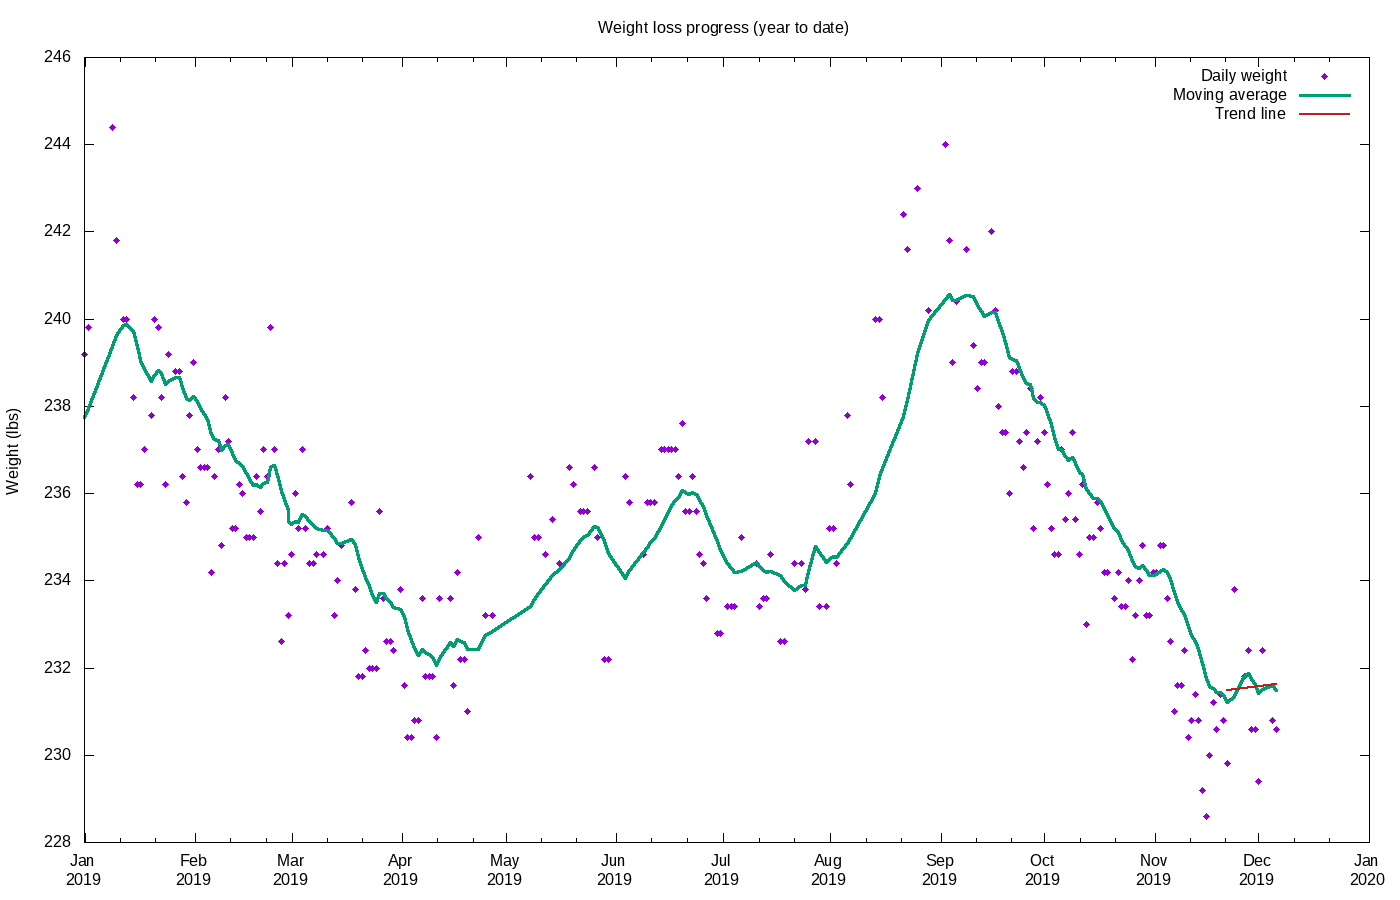 Weight loss progress (year to date)
246
244
242
240
238
236
234
232
230
228
Weight (lbs)
Daily weight
Moving average
Trend line
Jan Feb Mar Apr May Jun Jul Aug Sep Oct Nov Dec Jan
2019 2019 2019 2019 2019 2019 2019 2019 2019 2019 2019 2019 2020